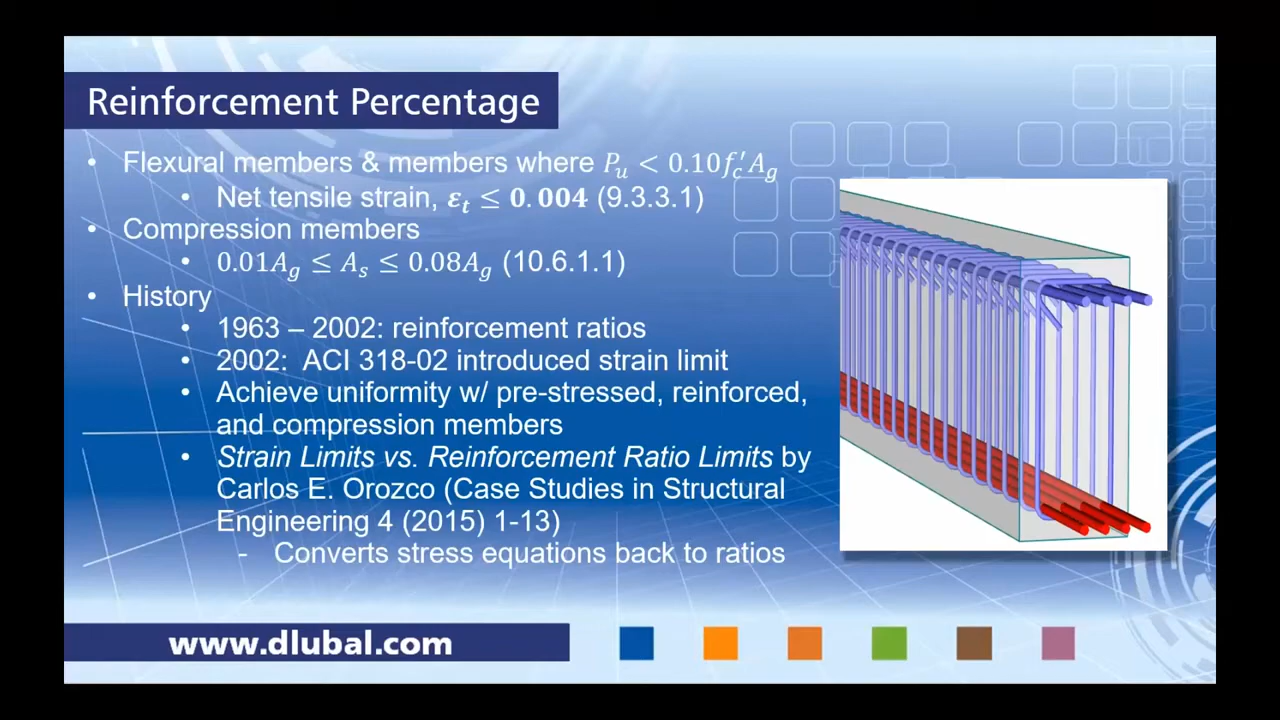 Reinforcement Percentage
• Flexural members & members where 𝑃ᵤ < 0.10𝑓′c𝐴g
• Net tensile strain, 𝜺ₜ ≤ 𝟎.𝟎𝟎𝟒 (9.3.3.1)
• Compression members
• 0.01𝐴g ≤ 𝐴ₛ ≤ 0.08𝐴g (10.6.1.1)
• History
• 1963 – 2002: reinforcement ratios
• 2002: ACI 318-02 introduced strain limit
• Achieve uniformity w/ pre-stressed, reinforced,
and compression members
• Strain Limits vs. Reinforcement Ratio Limits by
Carlos E. Orozco (Case Studies in Structural
Engineering 4 (2015) 1-13)
- Converts stress equations back to ratios
www.dlubal.com